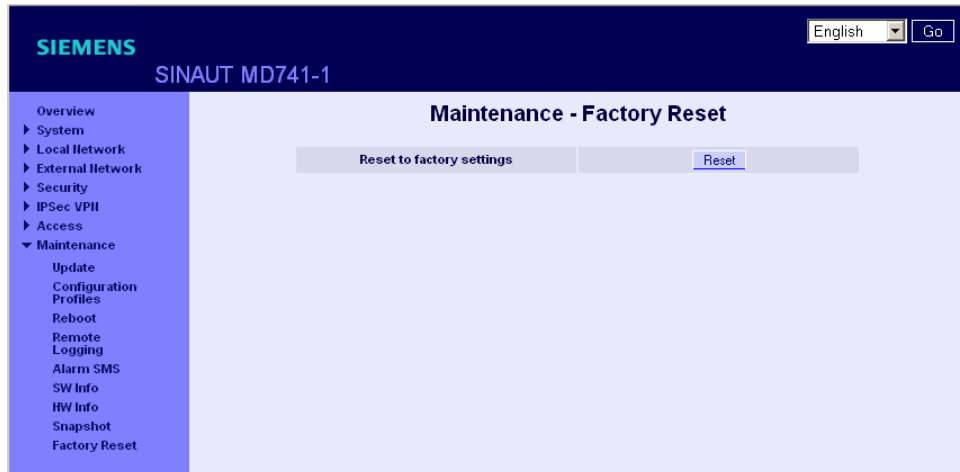 English Go
SIEMENS
SINAUT MD741-1
Overview
System
Local Network
External Network
Security
IPSec VPN
Access
Maintenance
Update
Configuration
Profiles
Reboot
Remote
Logging
Alarm SMS
SW Info
HW Info
Snapshot
Factory Reset
Maintenance - Factory Reset
Reset to factory settings Reset